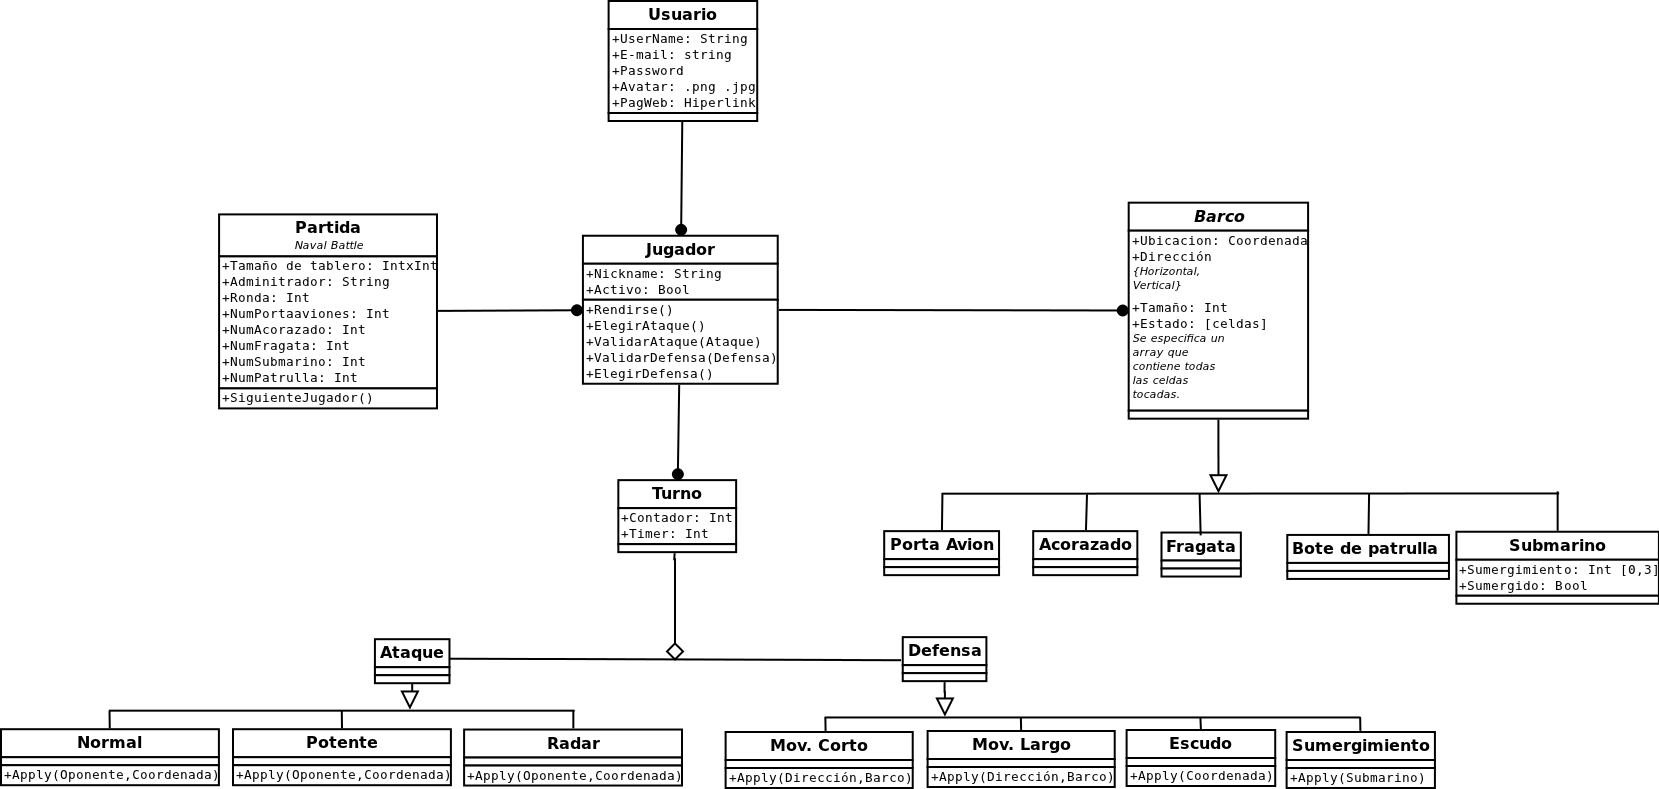 Usuario
+UserName: String
+E-mail: string
+Password
+Avatar: .png .jpg
+PagWeb: Hiperlink
Partida
Naval Battle
+Tamaño de tablero: IntxInt
+Adminitrador: String
+Ronda: Int
+NumPortaaviones: Int
+NumAcorazado: Int
+NumFragata: Int
+NumSubmarino: Int
+NumPatrulla: Int
+SiguienteJugador()
Jugador
+Nickname: String
+Activo: Bool
+Rendirse()
+ElegirAtaque()
+ValidarAtaque(Ataque)
+ValidarDefensa(Defensa)
+ElegirDefensa()
Barco
+Ubicacion: Coordenada
+Dirección
{Horizontal,
Vertical}
+Tamaño: Int
+Estado: [celdas]
Se especifica un
array que
contiene todas
las celdas
tocadas.
Turno
+Contador: Int
+Timer: Int
Porta Avion
Acorazado
Fragata
Bote de patrulla
Submarino
+Sumergimiento: Int [0,3]
+Sumergido: Bool
Ataque
Defensa
Normal
+Apply(Oponente,Coordenada)
Potente
+Apply(Oponente,Coordenada)
Radar
+Apply(Oponente,Coordenada)
Mov. Corto
+Apply(Dirección,Barco)
Mov. Largo
+Apply(Dirección,Barco)
Escudo
+Apply(Coordenada)
Sumergimiento
+Apply(Submarino)